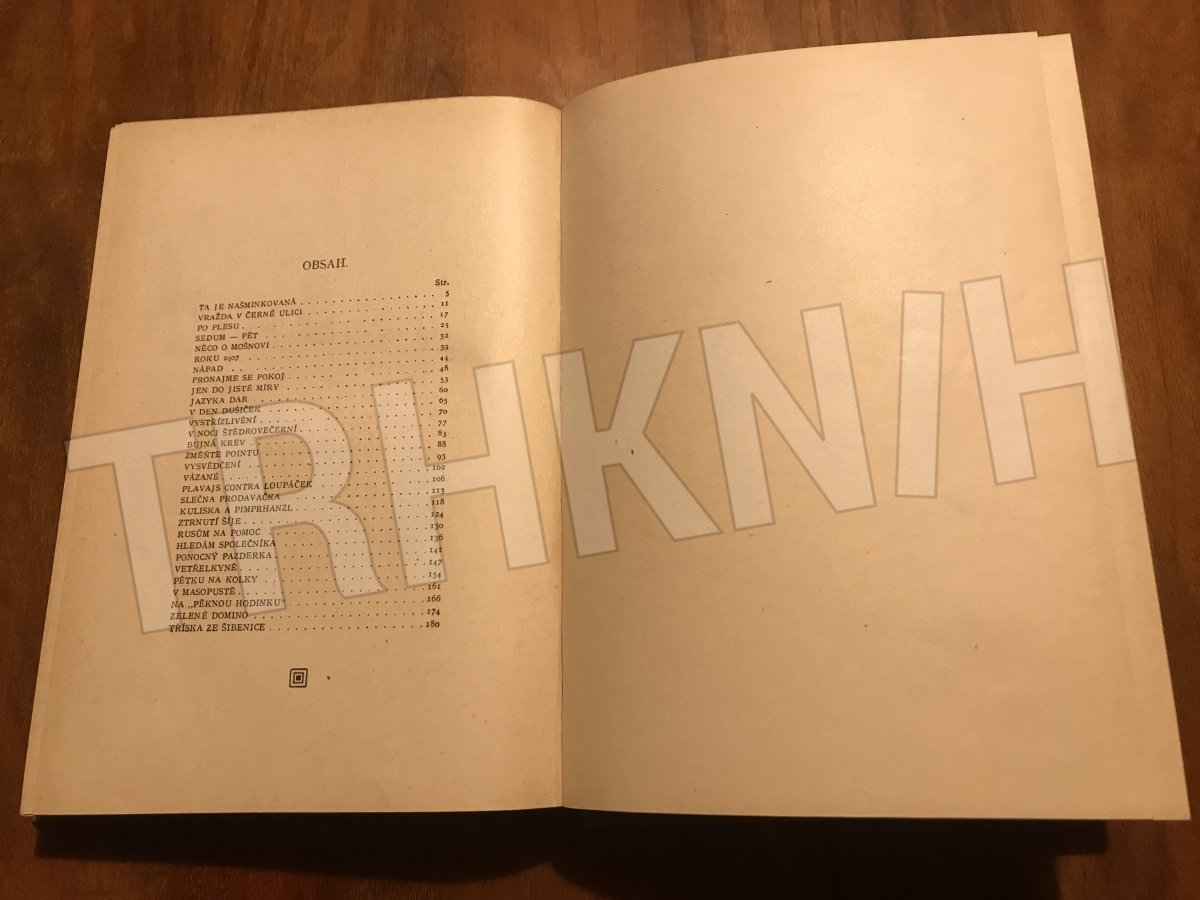 OBSAH.
Str.
TA JE NAŠMINKOVANÁ . . . . . . . . . . . . . 5
VRAŽDA V ČERNÉ ULICI . . . . . . . . . . . . 11
PO PLESU . . . . . . . . . . . . . . . . . . 17
SEDUM — PĚT . . . . . . . . . . . . . . . . 25
NĚCO O MOŠNOVI . . . . . . . . . . . . . . . 32
ROKU 1907 . . . . . . . . . . . . . . . . . 39
NÁPAD . . . . . . . . . . . . . . . . . . . 44
PRONAJME SE POKOJ . . . . . . . . . . . . . 48
JEN DO JISTÉ MÍRY . . . . . . . . . . . . . 53
JAZYKA DAR . . . . . . . . . . . . . . . . . 60
V DEN DUŠIČEK . . . . . . . . . . . . . . . 65
VYSTŘÍZLIVĚNÍ . . . . . . . . . . . . . . . 70
V NOCI ŠTĚDROVEČERNÍ . . . . . . . . . . . . 77
BUJNÁ KREV . . . . . . . . . . . . . . . . . 83
ZMĚŇTE POINTU . . . . . . . . . . . . . . . 88
VYSVĚDČENÍ . . . . . . . . . . . . . . . . . 95
VÁZANÉ . . . . . . . . . . . . . . . . . . . 102
PLAVAJS CONTRA LOUPÁČEK . . . . . . . . . . 106
SLEČNA PRODAVAČKA . . . . . . . . . . . . . 113
KULISKA A PIMPRHANZL . . . . . . . . . . . . 118
ZTRNUTÍ ŠÍJE . . . . . . . . . . . . . . . . 124
RUSŮM NA POMOC . . . . . . . . . . . . . . . 130
HLEDÁM SPOLEČNÍKA . . . . . . . . . . . . . 136
PONOCNÝ PAZDERKA . . . . . . . . . . . . . . 141
VETŘELKYNĚ . . . . . . . . . . . . . . . . . 147
PĚTKU NA KOLKY . . . . . . . . . . . . . . . 154
V MASOPUSTĚ . . . . . . . . . . . . . . . . 161
NA „PĚKNOU HODINKU" . . . . . . . . . . . . 166
ZELENÉ DOMINO . . . . . . . . . . . . . . . 174
TŘÍSKA ZE ŠIBENICE . . . . . . . . . . . . . 180
TRHKNIH